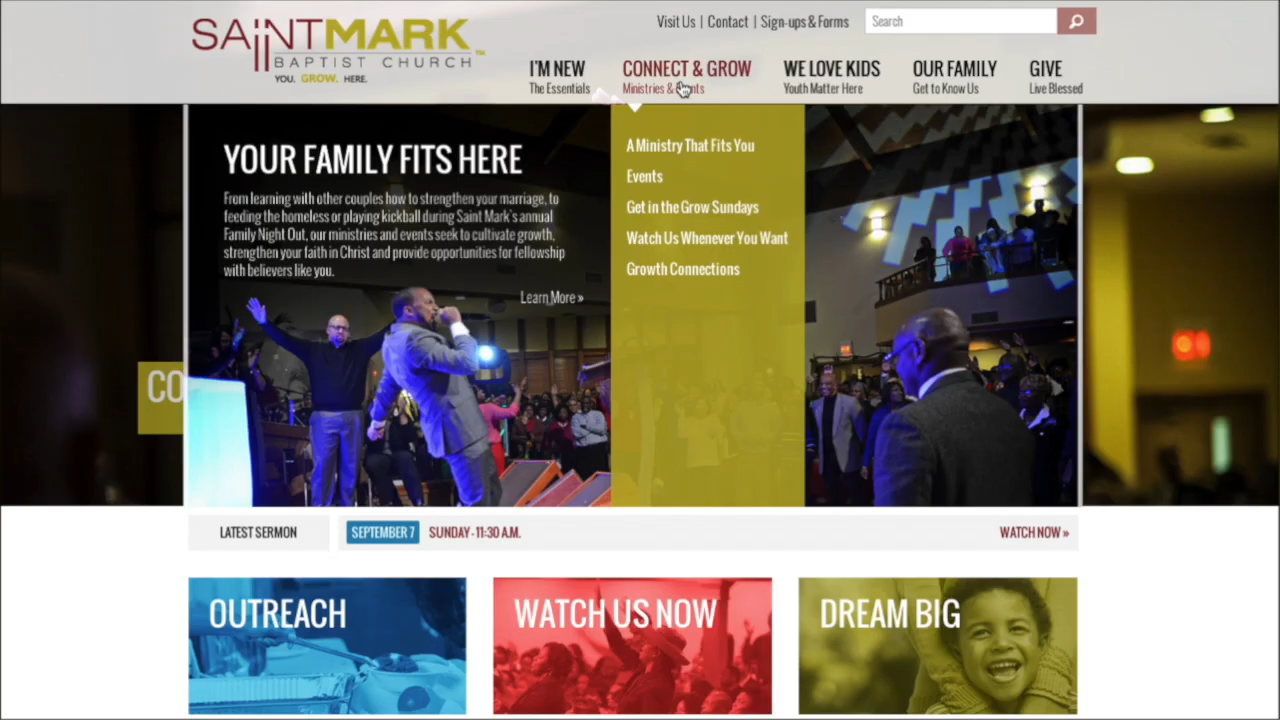 SAINTMARK™
BAPTIST CHURCH
YOU. GROW. HERE.
Visit Us | Contact | Sign-ups & Forms
Search
I'M NEW
The Essentials
CONNECT & GROW
Ministries & Events
WE LOVE KIDS
Youth Matter Here
OUR FAMILY
Get to Know Us
GIVE
Live Blessed
YOUR FAMILY FITS HERE
From learning with other couples how to strengthen your marriage, to
feeding the homeless or playing kickball during Saint Mark's annual
Family Night Out, our ministries and events seek to cultivate growth,
strengthen your faith in Christ and provide opportunities for fellowship
with believers like you.
Learn More »
A Ministry That Fits You
Events
Get in the Grow Sundays
Watch Us Whenever You Want
Growth Connections
CO
LATEST SERMON
SEPTEMBER 7
SUNDAY - 11:30 A.M.
WATCH NOW »
OUTREACH
WATCH US NOW
DREAM BIG